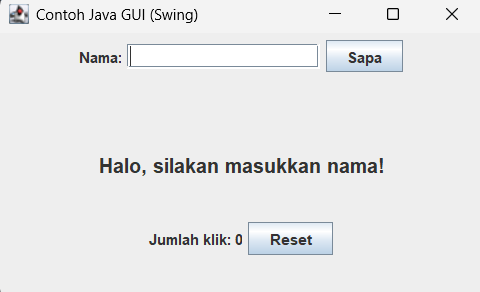 Contoh Java GUI (Swing)
Nama: Sapa
Halo, silakan masukkan nama!
Jumlah klik: 0 Reset